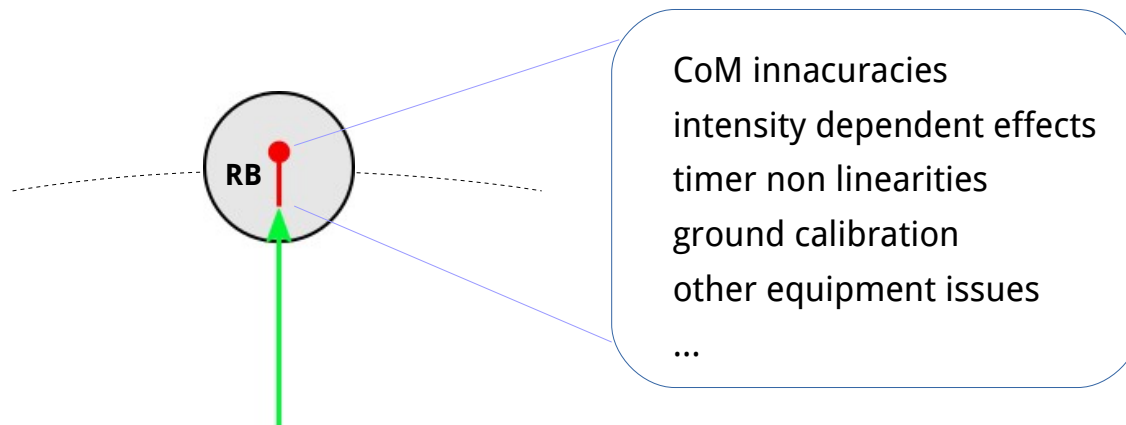 RB
CoM innacuracies
intensity dependent effects
timer non linearities
ground calibration
other equipment issues
...